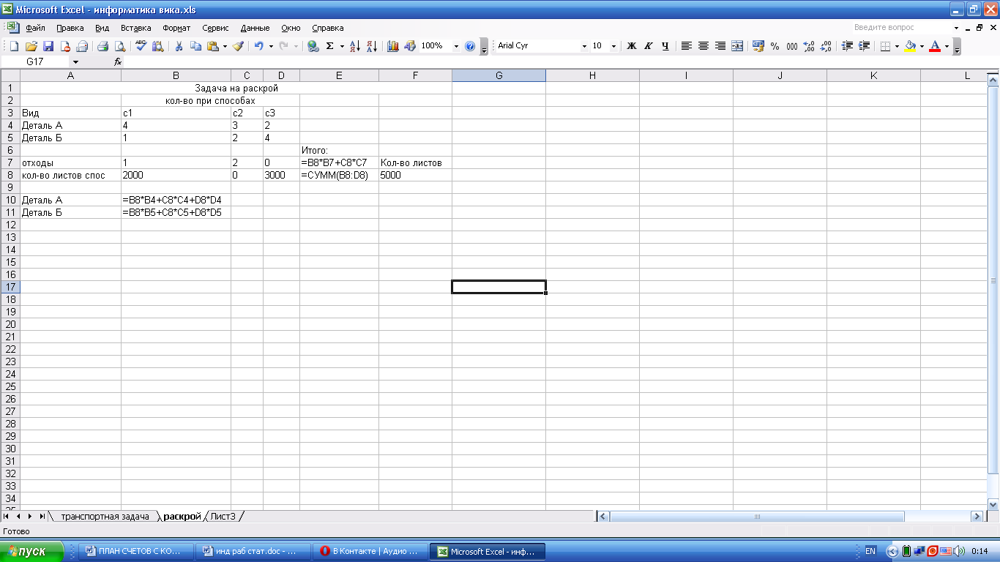 Microsoft Excel - информатика вика.xls
Файл Правка Вид Вставка Формат Сервис Данные Окно Справка Введите вопрос
100% Arial Cyr 10 Ж К Ч % 000
G17 fx
A B C D E F G H I J K L
1 Задача на раскрой
2 кол-во при способах
3 Вид с1 с2 с3
4 Деталь А 4 3 2
5 Деталь Б 1 2 4
6 Итого:
7 отходы 1 2 0 =B8*B7+C8*C7 Кол-во листов
8 кол-во листов спос 2000 0 3000 =СУММ(B8:D8) 5000
9
10 Деталь А =B8*B4+C8*C4+D8*D4
11 Деталь Б =B8*B5+C8*C5+D8*D5
12
13
14
15
16
17
18
19
20
21
22
23
24
25
26
27
28
29
30
31
32
33
34
транспортная задача раскрой Лист3
Готово
пуск ПЛАН СЧЕТОВ С КО... инд раб стат.doc - ... В Контакте | Аудио ... Microsoft Excel - инф... EN 0:14